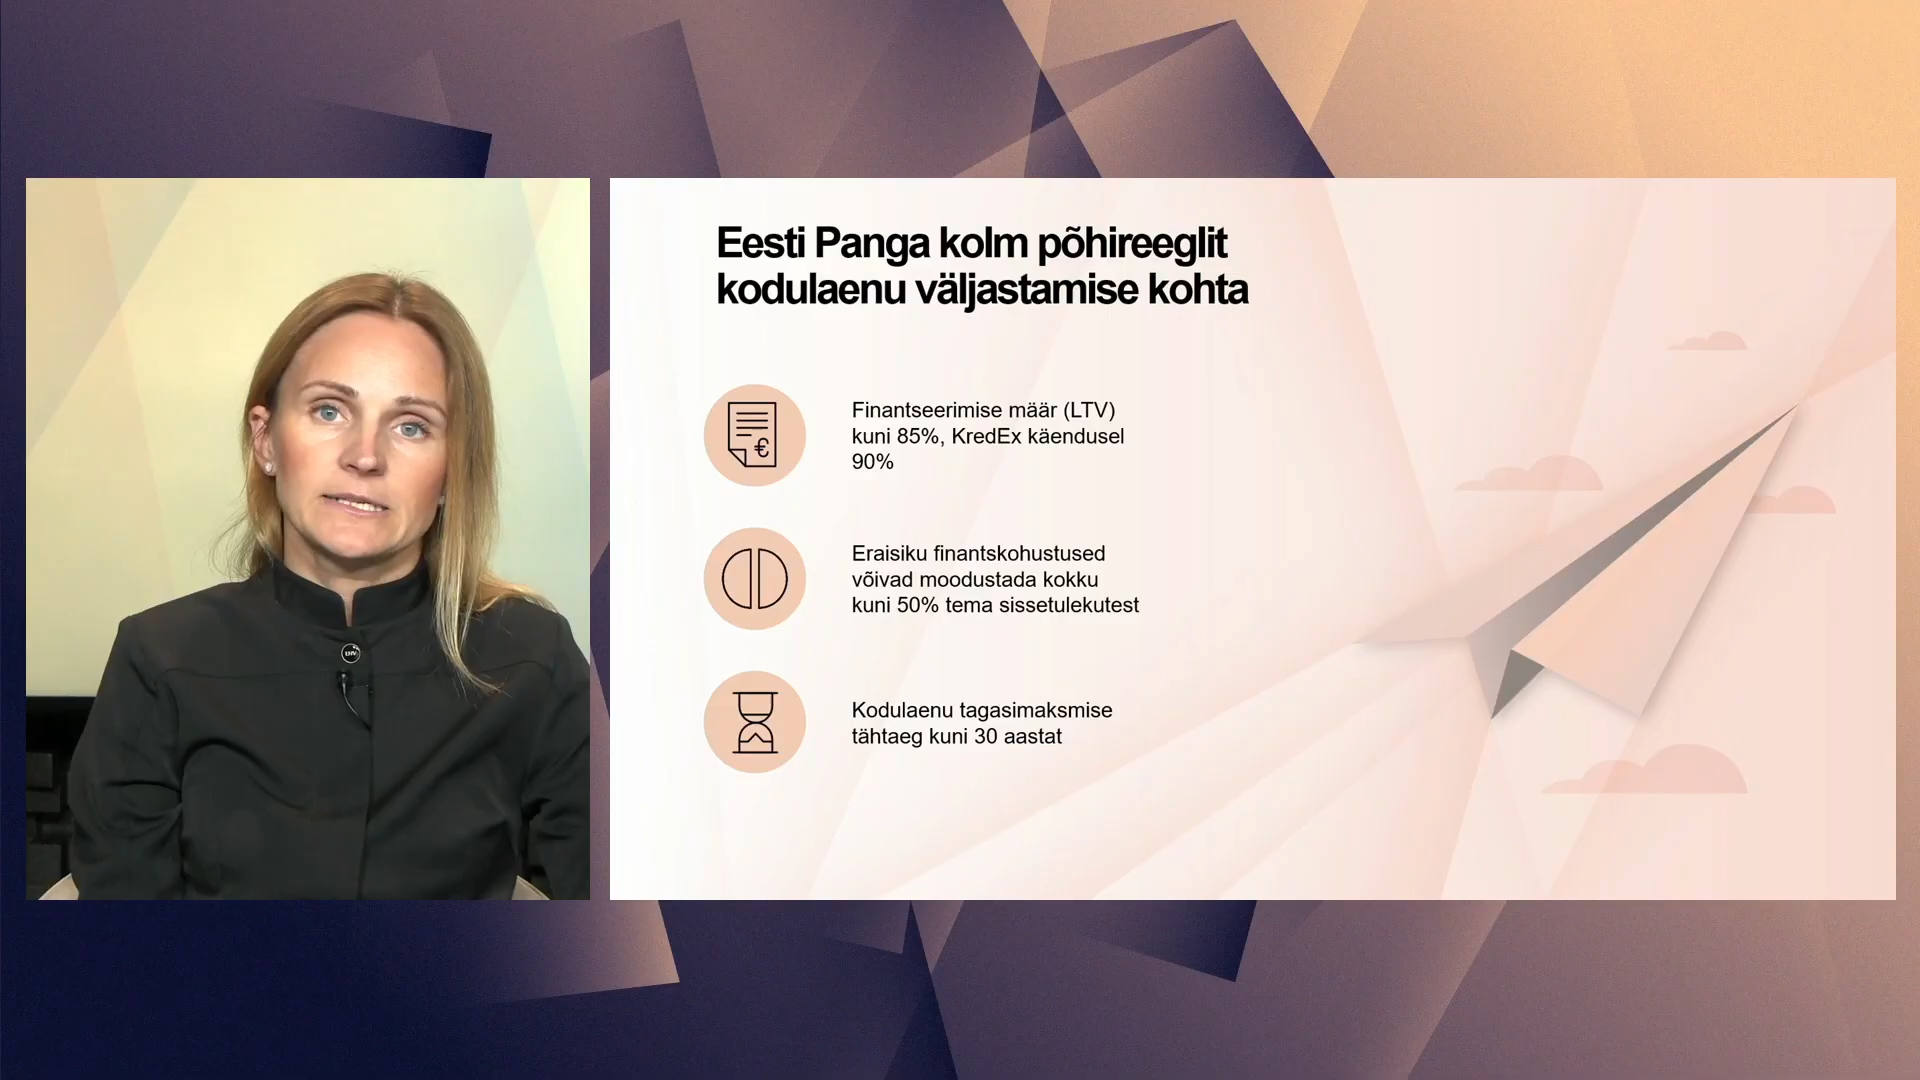 Eesti Panga kolm põhireeglit
kodulaenu väljastamise kohta
Finantseerimise määr (LTV)
kuni 85%, KredEx käendusel
90%
Eraisiku finantskohustused
võivad moodustada kokku
kuni 50% tema sissetulekutest
Kodulaenu tagasimaksmise
tähtaeg kuni 30 aastat
€
LHV